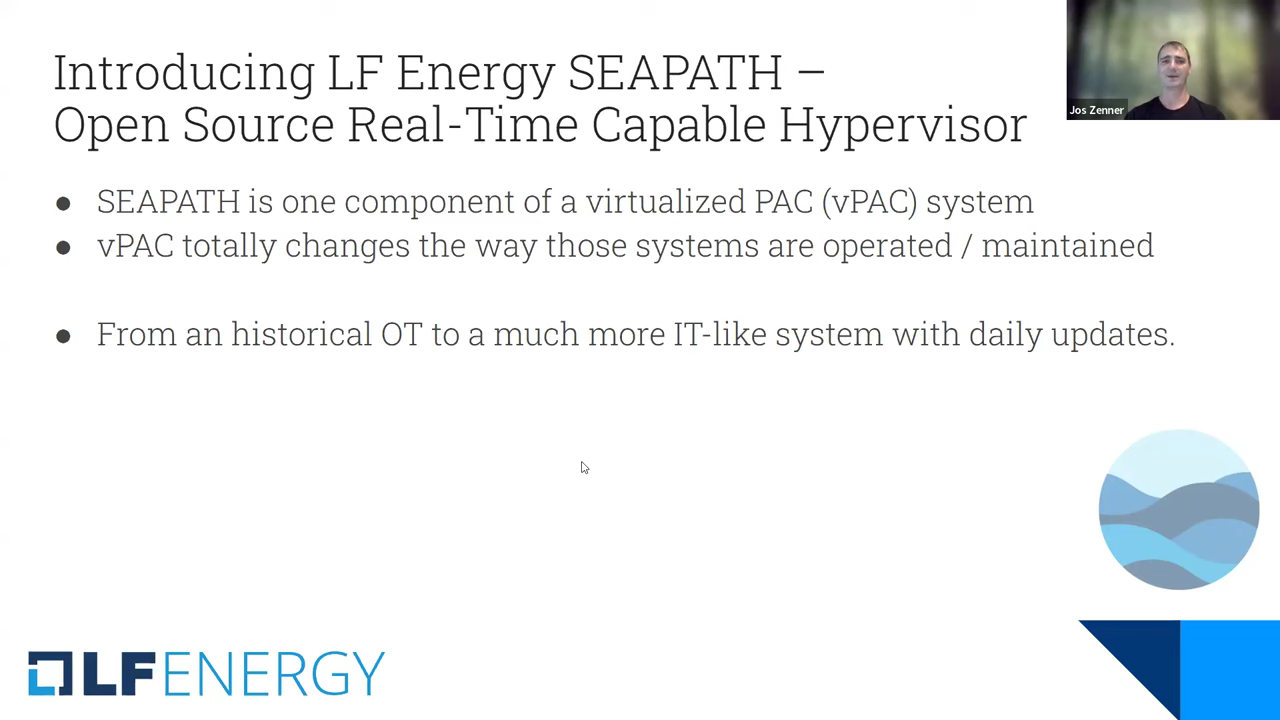 Introducing LF Energy SEAPATH –
Open Source Real-Time Capable Hypervisor
Jos Zenner
● SEAPATH is one component of a virtualized PAC (vPAC) system
● vPAC totally changes the way those systems are operated / maintained
● From an historical OT to a much more IT-like system with daily updates.
LFENERGY